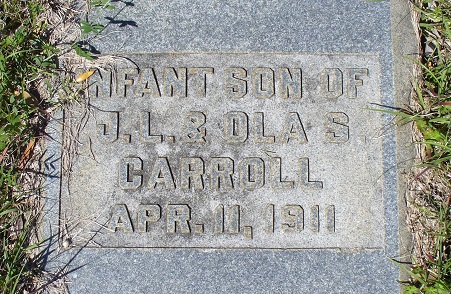 INFANT SON OF
J. L. & OLA S
CARROLL
APR. 11, 1911